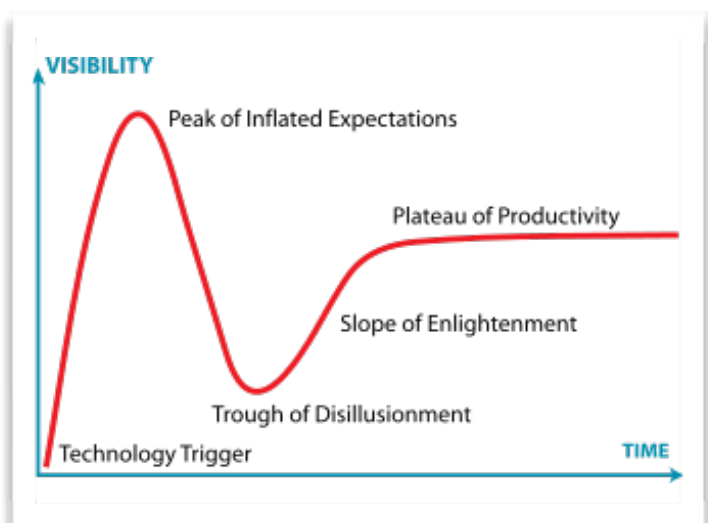 VISIBILITY
Peak of Inflated Expectations
Plateau of Productivity
Slope of Enlightenment
Trough of Disillusionment
Technology Trigger
TIME